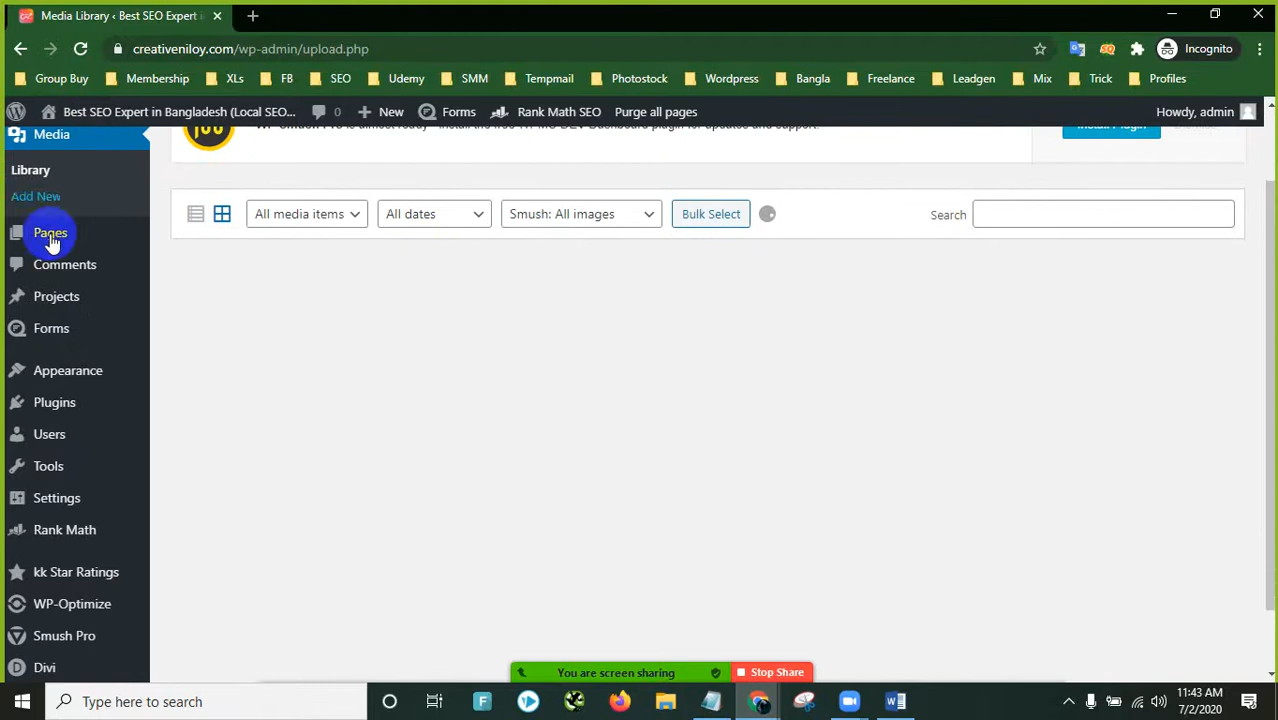 Media Library ‹ Best SEO Expert i
creativeniloy.com/wp-admin/upload.php
Incognito
Group Buy
Membership
XLs
FB
SEO
Udemy
SMM
Tempmail
Photostock
Wordpress
Bangla
Freelance
Leadgen
Mix
Trick
Profiles
Best SEO Expert in Bangladesh (Local SEO...
0
New
Forms
Rank Math SEO
Purge all pages
Howdy, admin
Media
Library
Add New
Pages
Comments
Projects
Forms
Appearance
Plugins
Users
Tools
Settings
Rank Math
kk Star Ratings
WP-Optimize
Smush Pro
Divi
All media items
All dates
Smush: All images
Bulk Select
Search
You are screen sharing
Stop Share
Type here to search
11:43 AM
7/2/2020